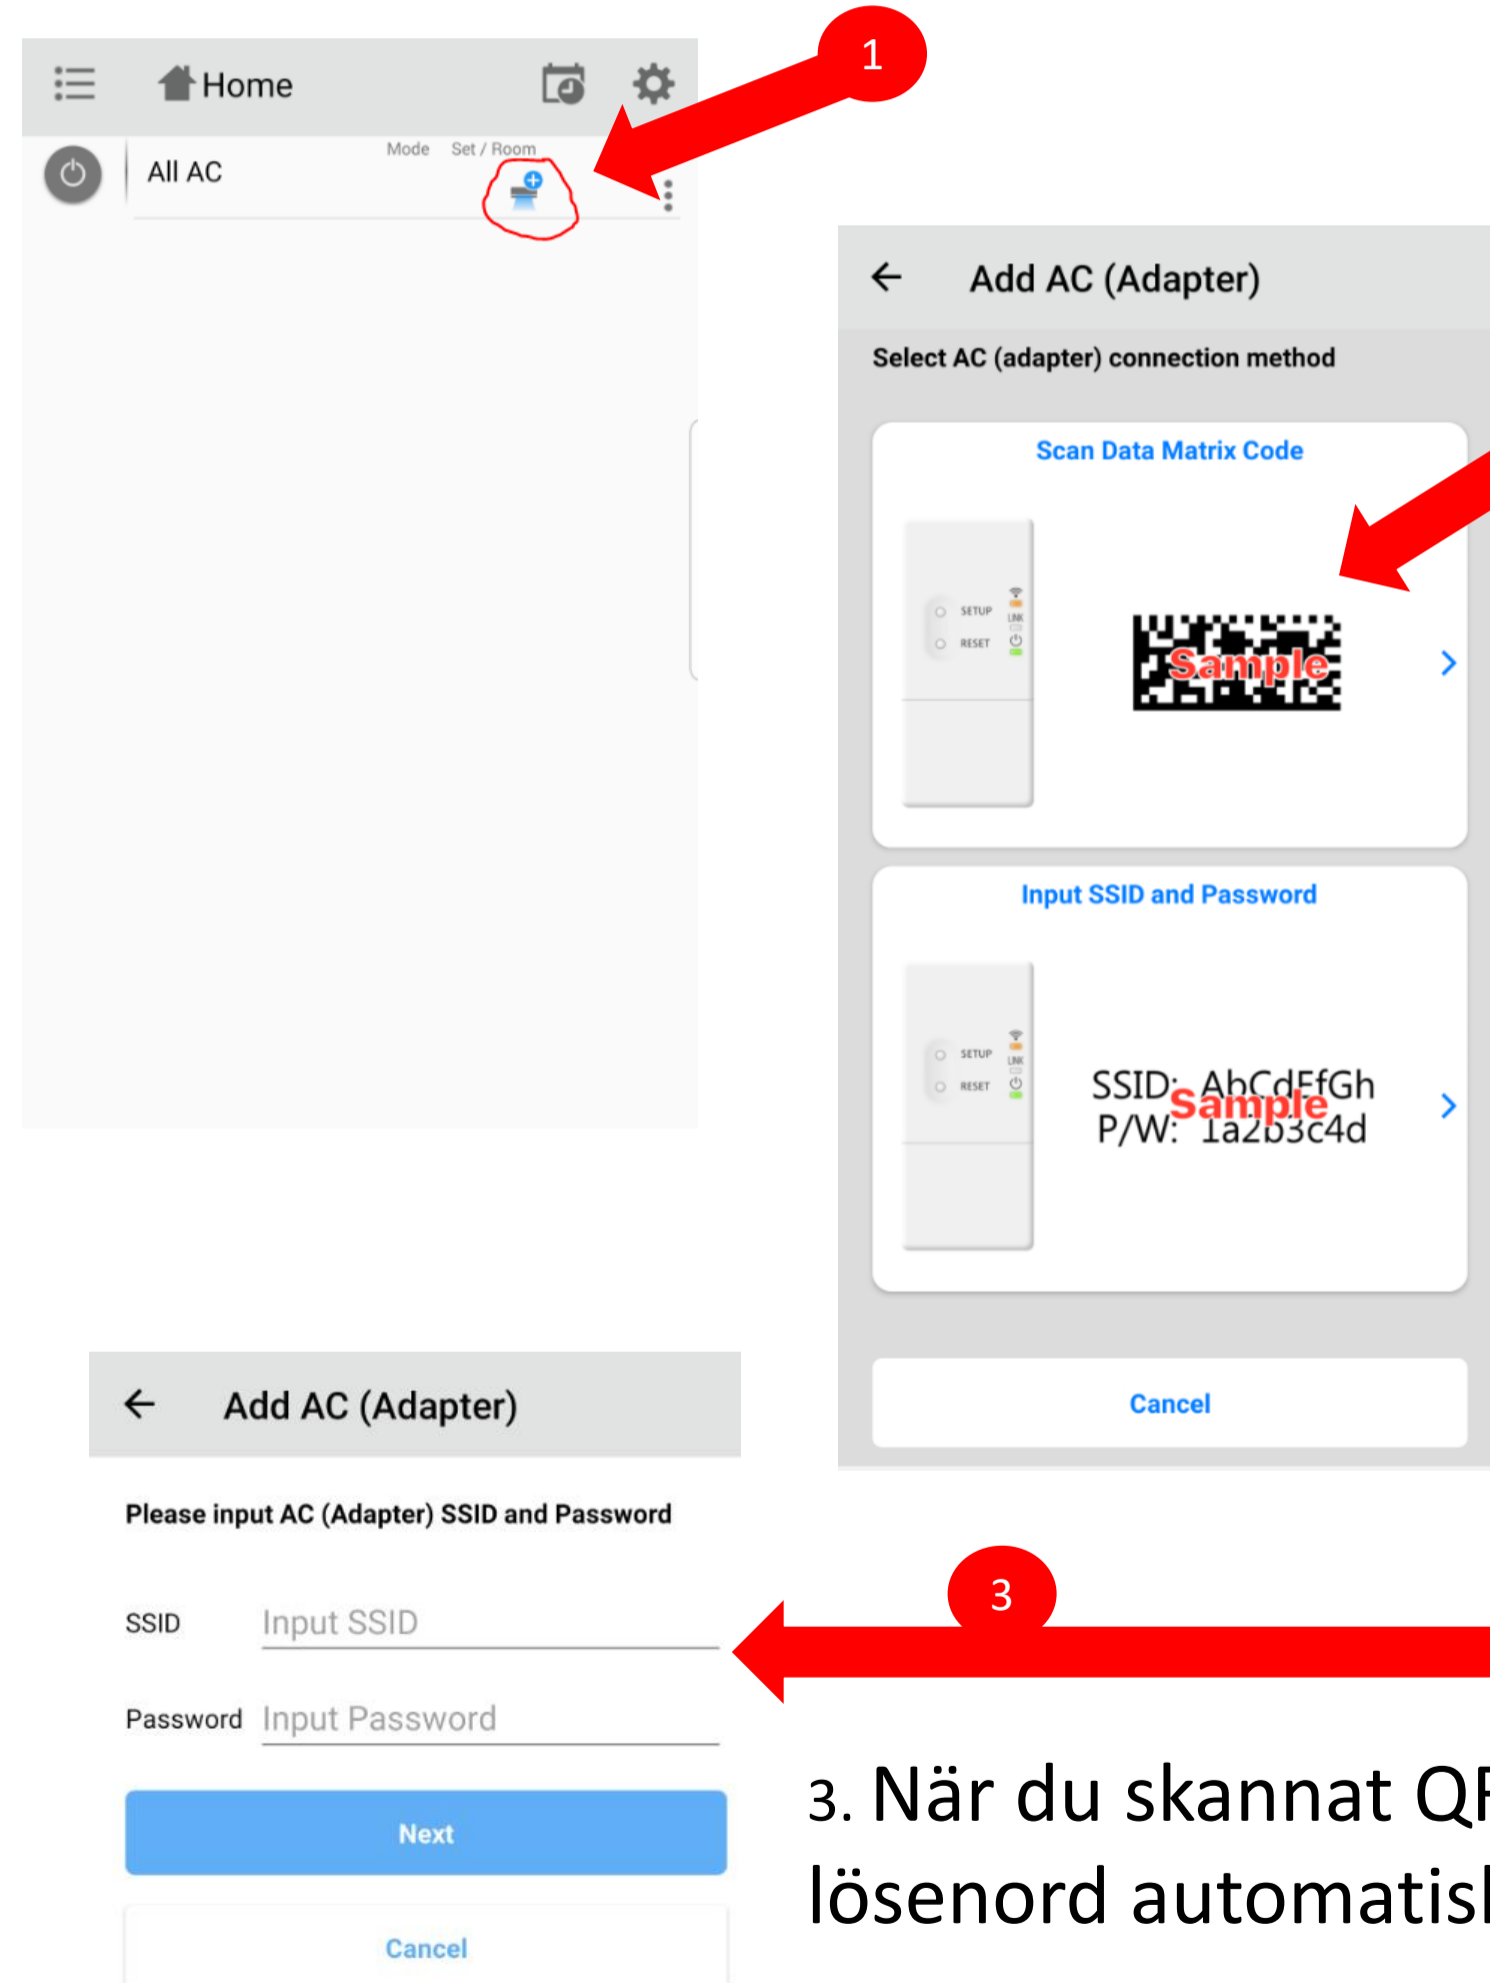 1
Home
Mode Set / Room
All AC
Add AC (Adapter)
Select AC (adapter) connection method
Scan Data Matrix Code
SETUP
LINK
RESET
Sample
Input SSID and Password
SETUP
LINK
RESET
SSID: AbCdEfGh
Sample
P/W: 1a2b3c4d
Cancel
Add AC (Adapter)
Please input AC (Adapter) SSID and Password
SSID Input SSID
Password Input Password
Next
Cancel
3
3. När du skannat
lösenord